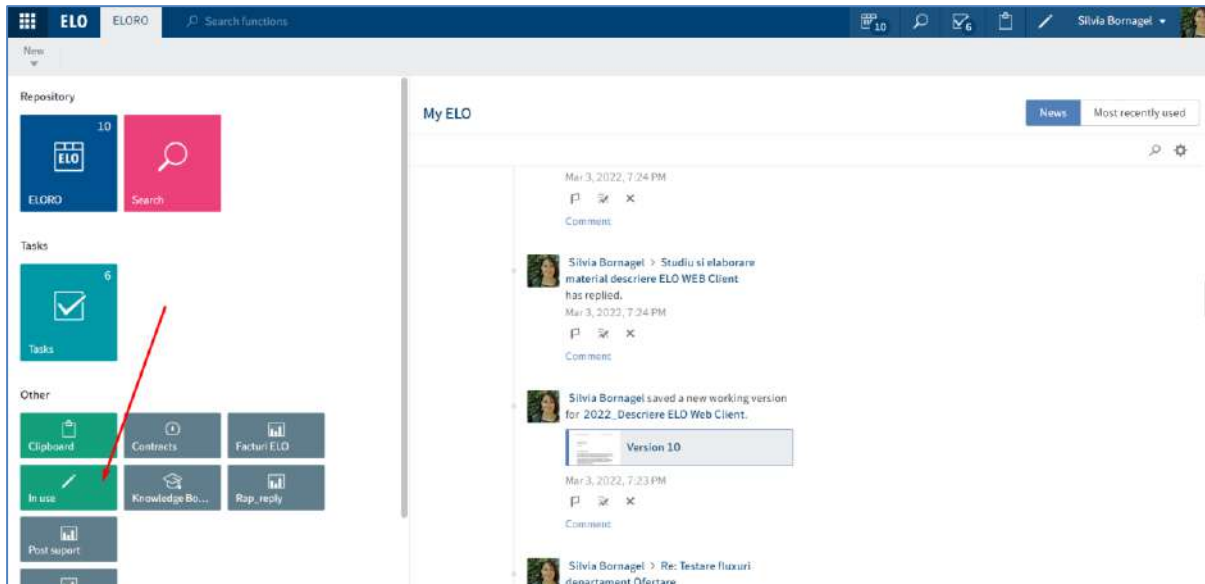 ELO
ELORO
Search functions
10
6
Silvia Bornagel
New
Repository
10
ELO
ELORO
Search
Tasks
6
Tasks
Other
Clipboard
Contracts
Facturi ELO
In use
Knowledge Bo...
Rap_reply
Post suport
My ELO
News
Most recently used
Mar 3, 2022, 7:24 PM
Comment
Silvia Bornagel > Studiu si elaborare
material descriere ELO WEB Client
has replied.
Mar 3, 2022, 7:24 PM
Comment
Silvia Bornagel saved a new working version
for 2022_Descriere ELO Web Client.
Version 10
Mar 3, 2022, 7:23 PM
Comment
Silvia Bornagel > Re: Testare fluxuri
departament Ofertare